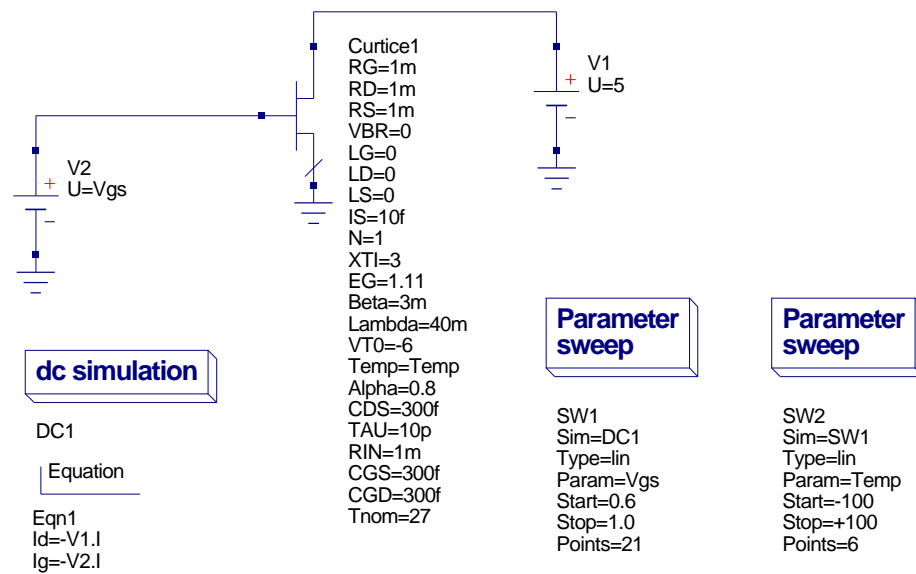 Curtice1
RG=1m
RD=1m
RS=1m
VBR=0
LG=0
LD=0
LS=0
IS=10f
N=1
XTI=3
EG=1.11
Beta=3m
Lambda=40m
VT0=-6
Temp=Temp
Alpha=0.8
CDS=300f
TAU=10p
RIN=1m
CGS=300f
CGD=300f
Tnom=27
V1
U=5
+
−
V2
U=Vgs
+
−
dc simulation
DC1
Equation
Eqn1
Id=-V1.I
Ig=-V2.I
Parameter
sweep
SW1
Sim=DC1
Type=lin
Param=Vgs
Start=0.6
Stop=1.0
Points=21
Parameter
sweep
SW2
Sim=SW1
Type=lin
Param=Temp
Start=-100
Stop=+100
Points=6